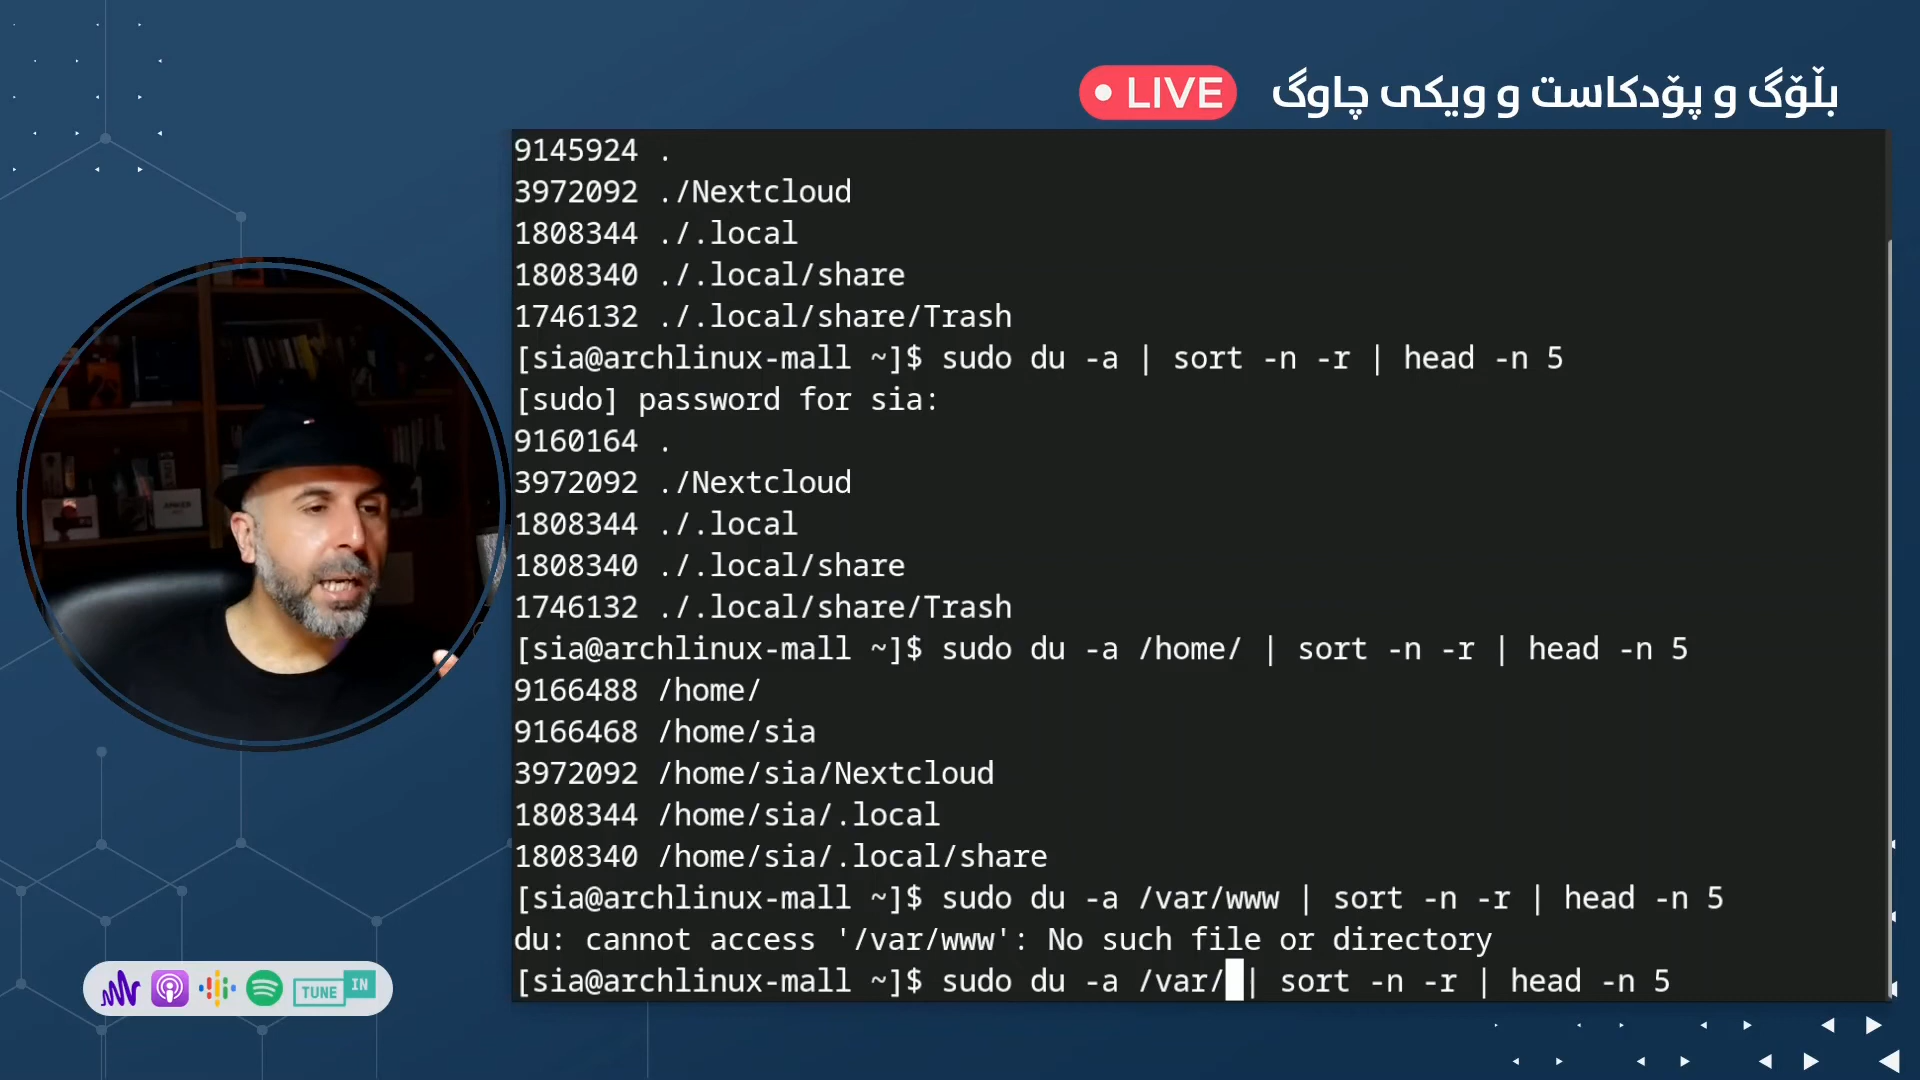 LIVE بڵۆگ و پۆدکاست و ویکی چاوگ
9145924 .
3972092 ./Nextcloud
1808344 ./.local
1808340 ./.local/share
1746132 ./.local/share/Trash
[sia@archlinux-mall ~]$ sudo du -a | sort -n -r | head -n 5
[sudo] password for sia:
9160164 .
3972092 ./Nextcloud
1808344 ./.local
1808340 ./.local/share
1746132 ./.local/share/Trash
[sia@archlinux-mall ~]$ sudo du -a /home/ | sort -n -r | head -n 5
9166488 /home/
9166468 /home/sia
3972092 /home/sia/Nextcloud
1808344 /home/sia/.local
1808340 /home/sia/.local/share
[sia@archlinux-mall ~]$ sudo du -a /var/www | sort -n -r | head -n 5
du: cannot access '/var/www': No such file or directory
[sia@archlinux-mall ~]$ sudo du -a /var/ | sort -n -r | head -n 5
TUNE IN